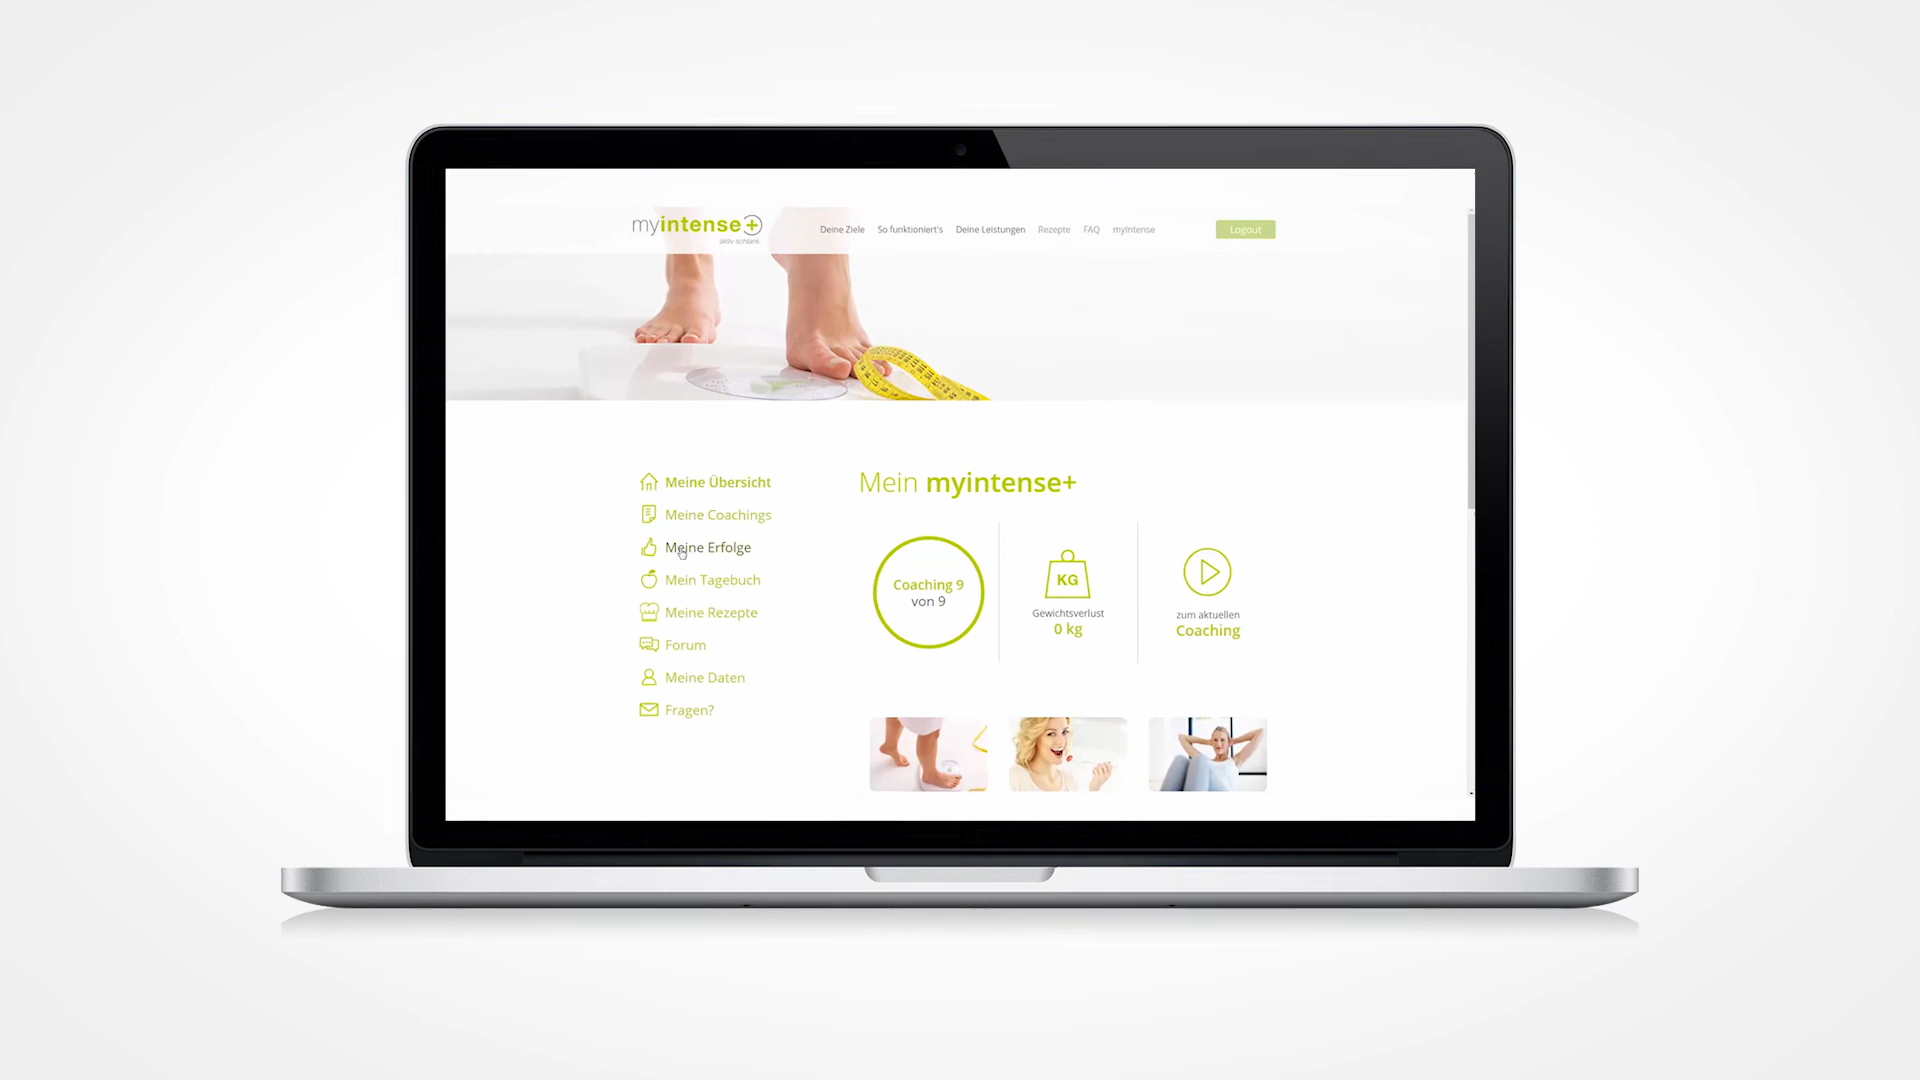 myintense+
aktiv schlank.
Deine Ziele So funktioniert's Deine Leistungen Rezepte FAQ myIntense
Logout
Meine Übersicht
Meine Coachings
Meine Erfolge
Mein Tagebuch
Meine Rezepte
Forum
Meine Daten
Fragen?
Mein myintense+
Coaching 9
von 9
KG
Gewichtsverlust
0 kg
zum aktuellen
Coaching